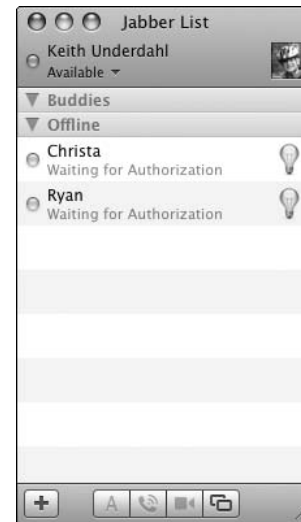 Jabber List
Keith Underdahl
Available
Buddies
Offline
Christa
Waiting for Authorization
Ryan
Waiting for Authorization
A